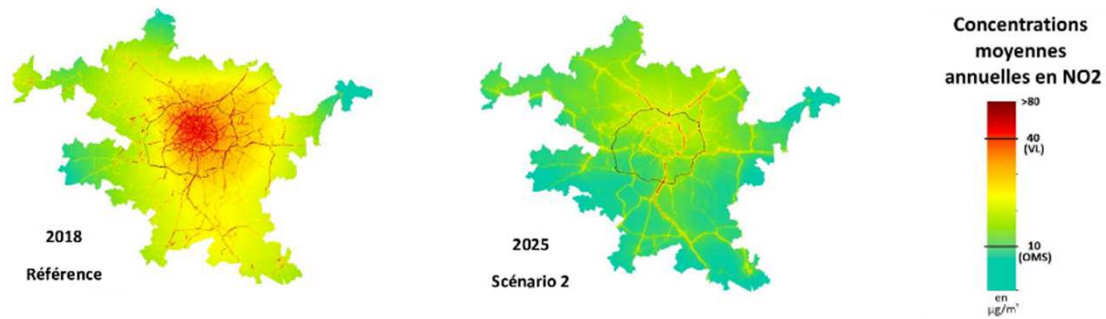 2018
Référence
2025
Scénario 2
Concentrations
moyennes
annuelles en NO2
>80
40
(VL)
10
(OMS)
en
µg/m³